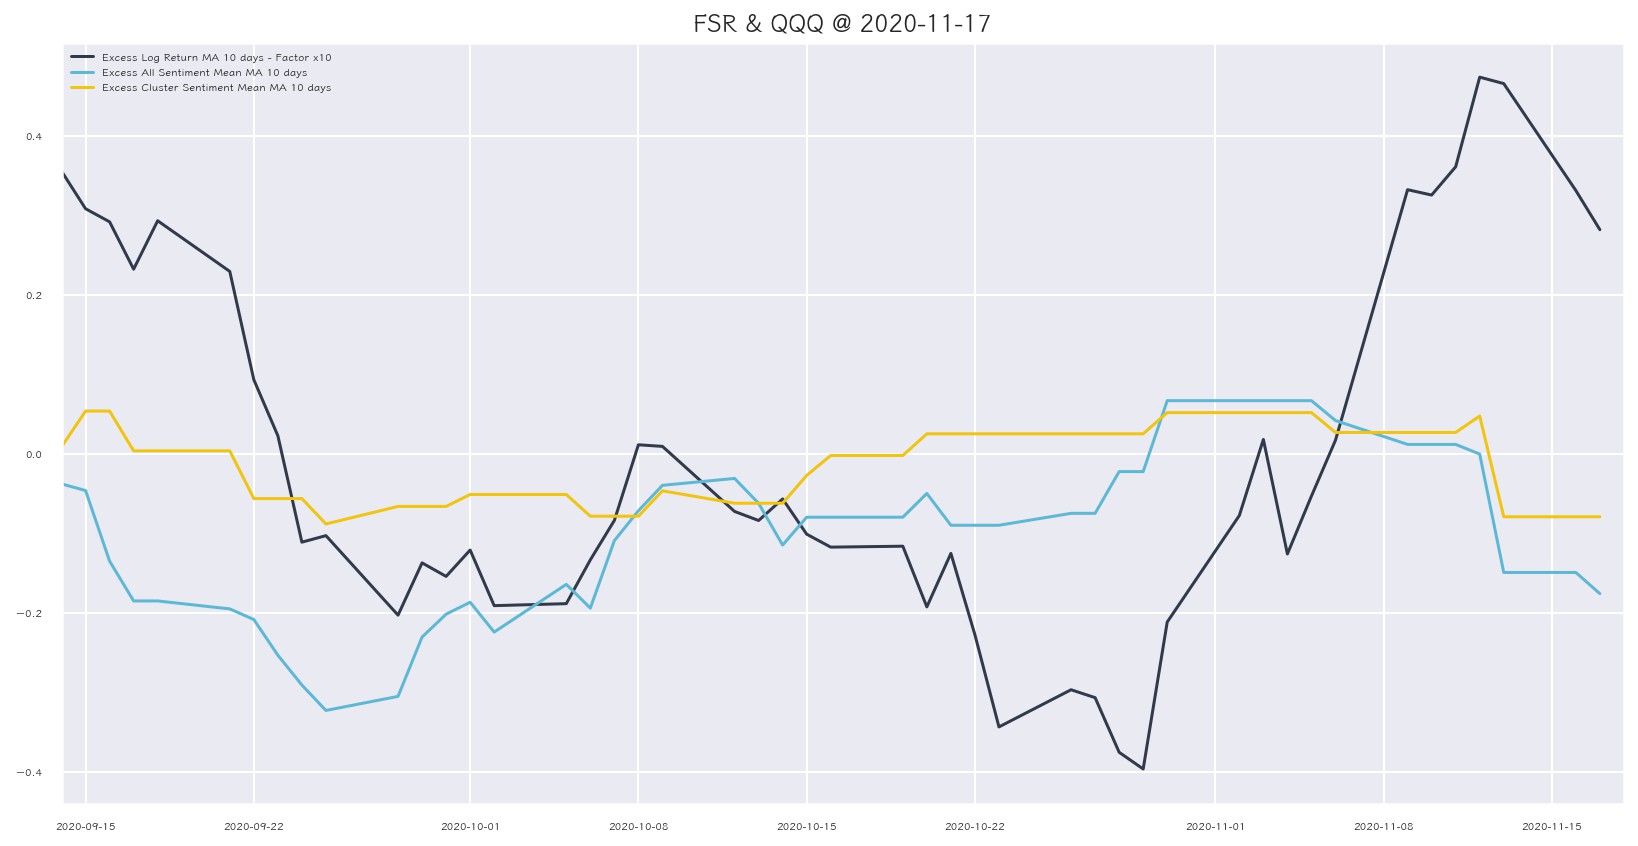 FSR & QQQ @ 2020-11-17
Excess Log Return MA 10 days - Factor x10
Excess All Sentiment Mean MA 10 days
Excess Cluster Sentiment Mean MA 10 days
0.4
0.2
0.0
−0.2
−0.4
2020-09-15 2020-09-22 2020-10-01 2020-10-08 2020-10-15 2020-10-22 2020-11-01 2020-11-08 2020-11-15